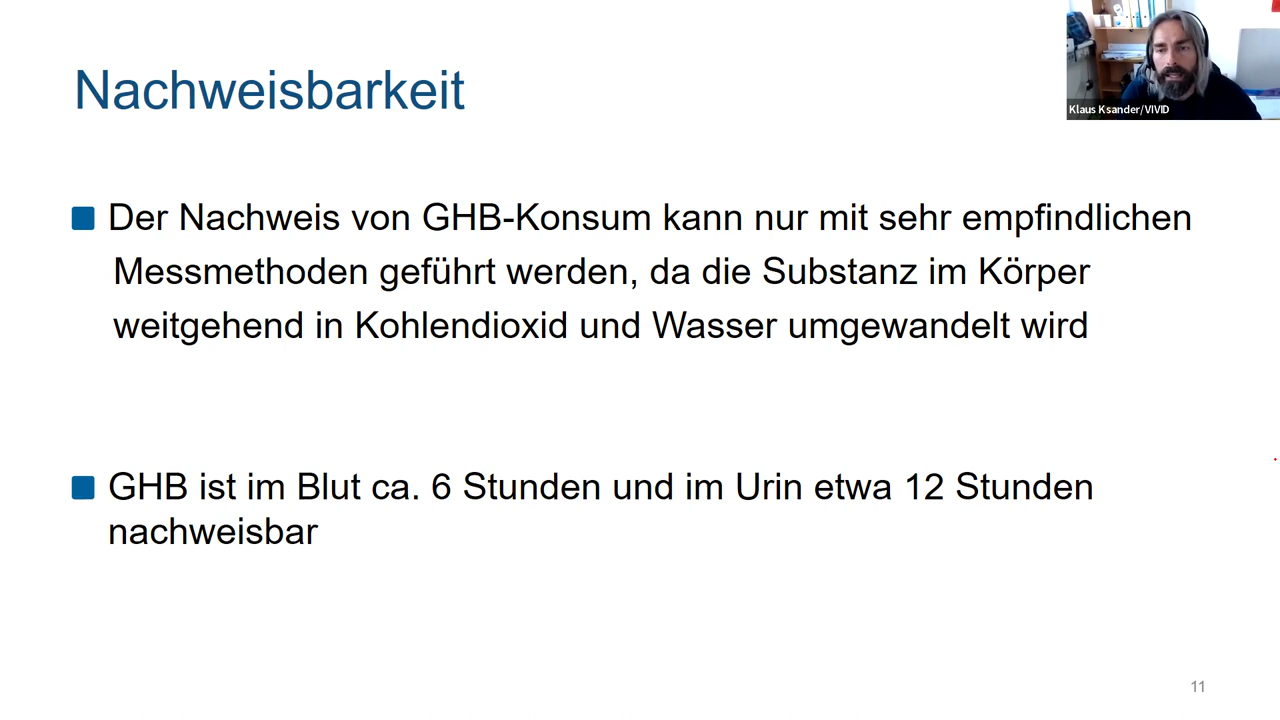 Nachweisbarkeit
Klaus Ksander/VIVID
Der Nachweis von GHB-Konsum kann nur mit sehr empfindlichen
Messmethoden geführt werden, da die Substanz im Körper
weitgehend in Kohlendioxid und Wasser umgewandelt wird
GHB ist im Blut ca. 6 Stunden und im Urin etwa 12 Stunden
nachweisbar
11